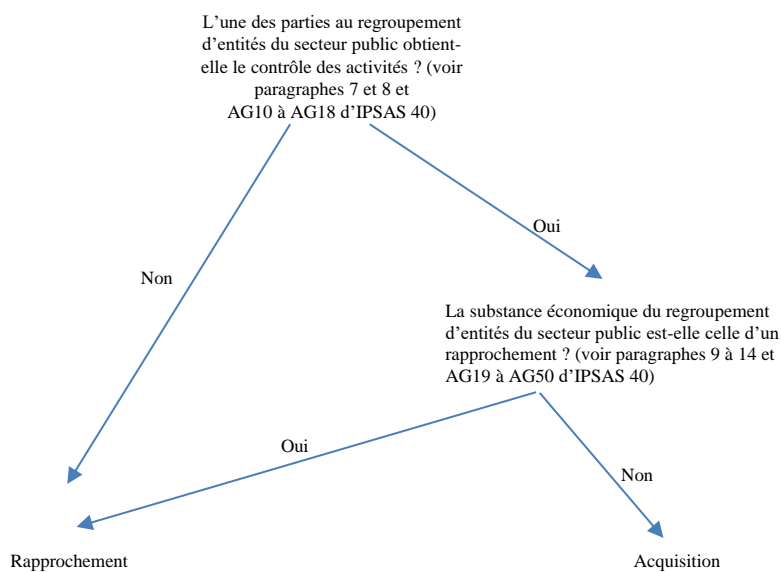 L'une des parties au regroupement
d'entités du secteur public obtient-
elle le contrôle des activités ? (voir
paragraphes 7 et 8 et
AG10 à AG18 d'IPSAS 40)
Oui
Non
La substance économique du regroupement
d'entités du secteur public est-elle celle d'un
rapprochement ? (voir paragraphes 9 à 14 et
AG19 à AG50 d'IPSAS 40)
Oui
Non
Rapprochement
Acquisition